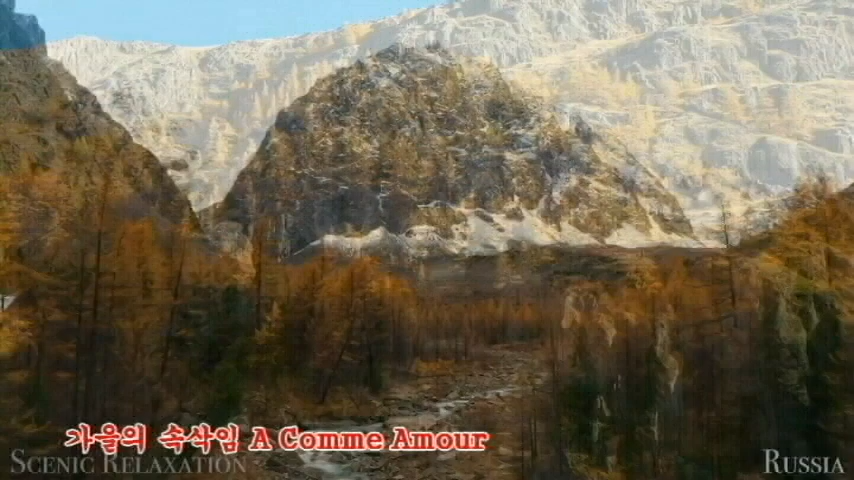 가을의 속삭임 A Comme Amour
SCENIC RELAXATION
RUSSIA